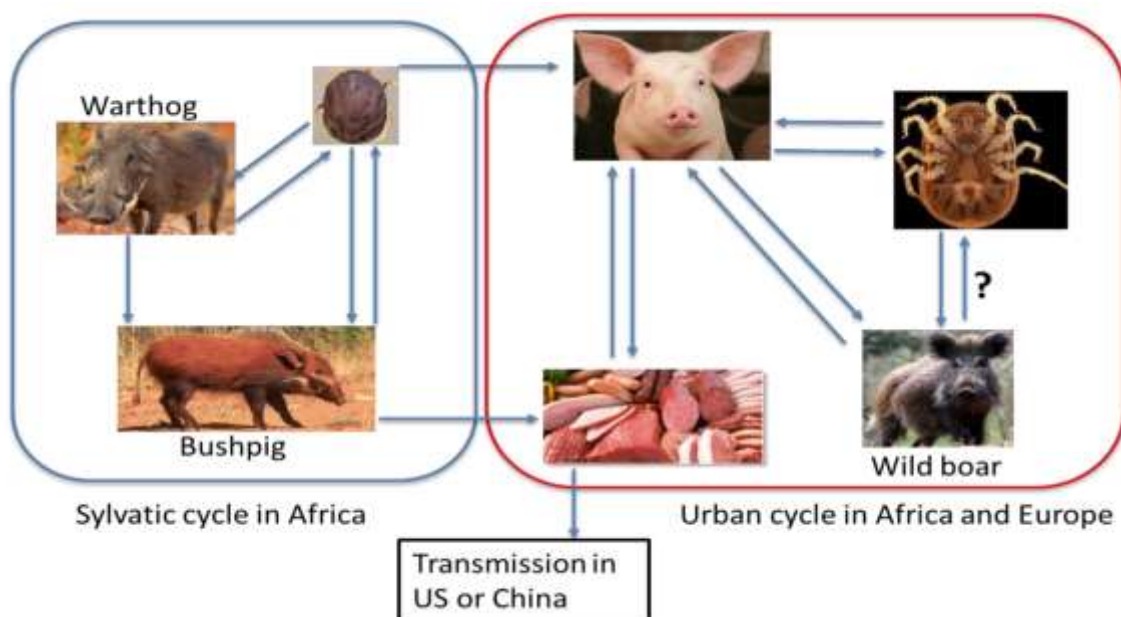 Warthog
Bushpig
?
Wild boar
Sylvatic cycle in Africa
Urban cycle in Africa and Europe
Transmission in
US or China